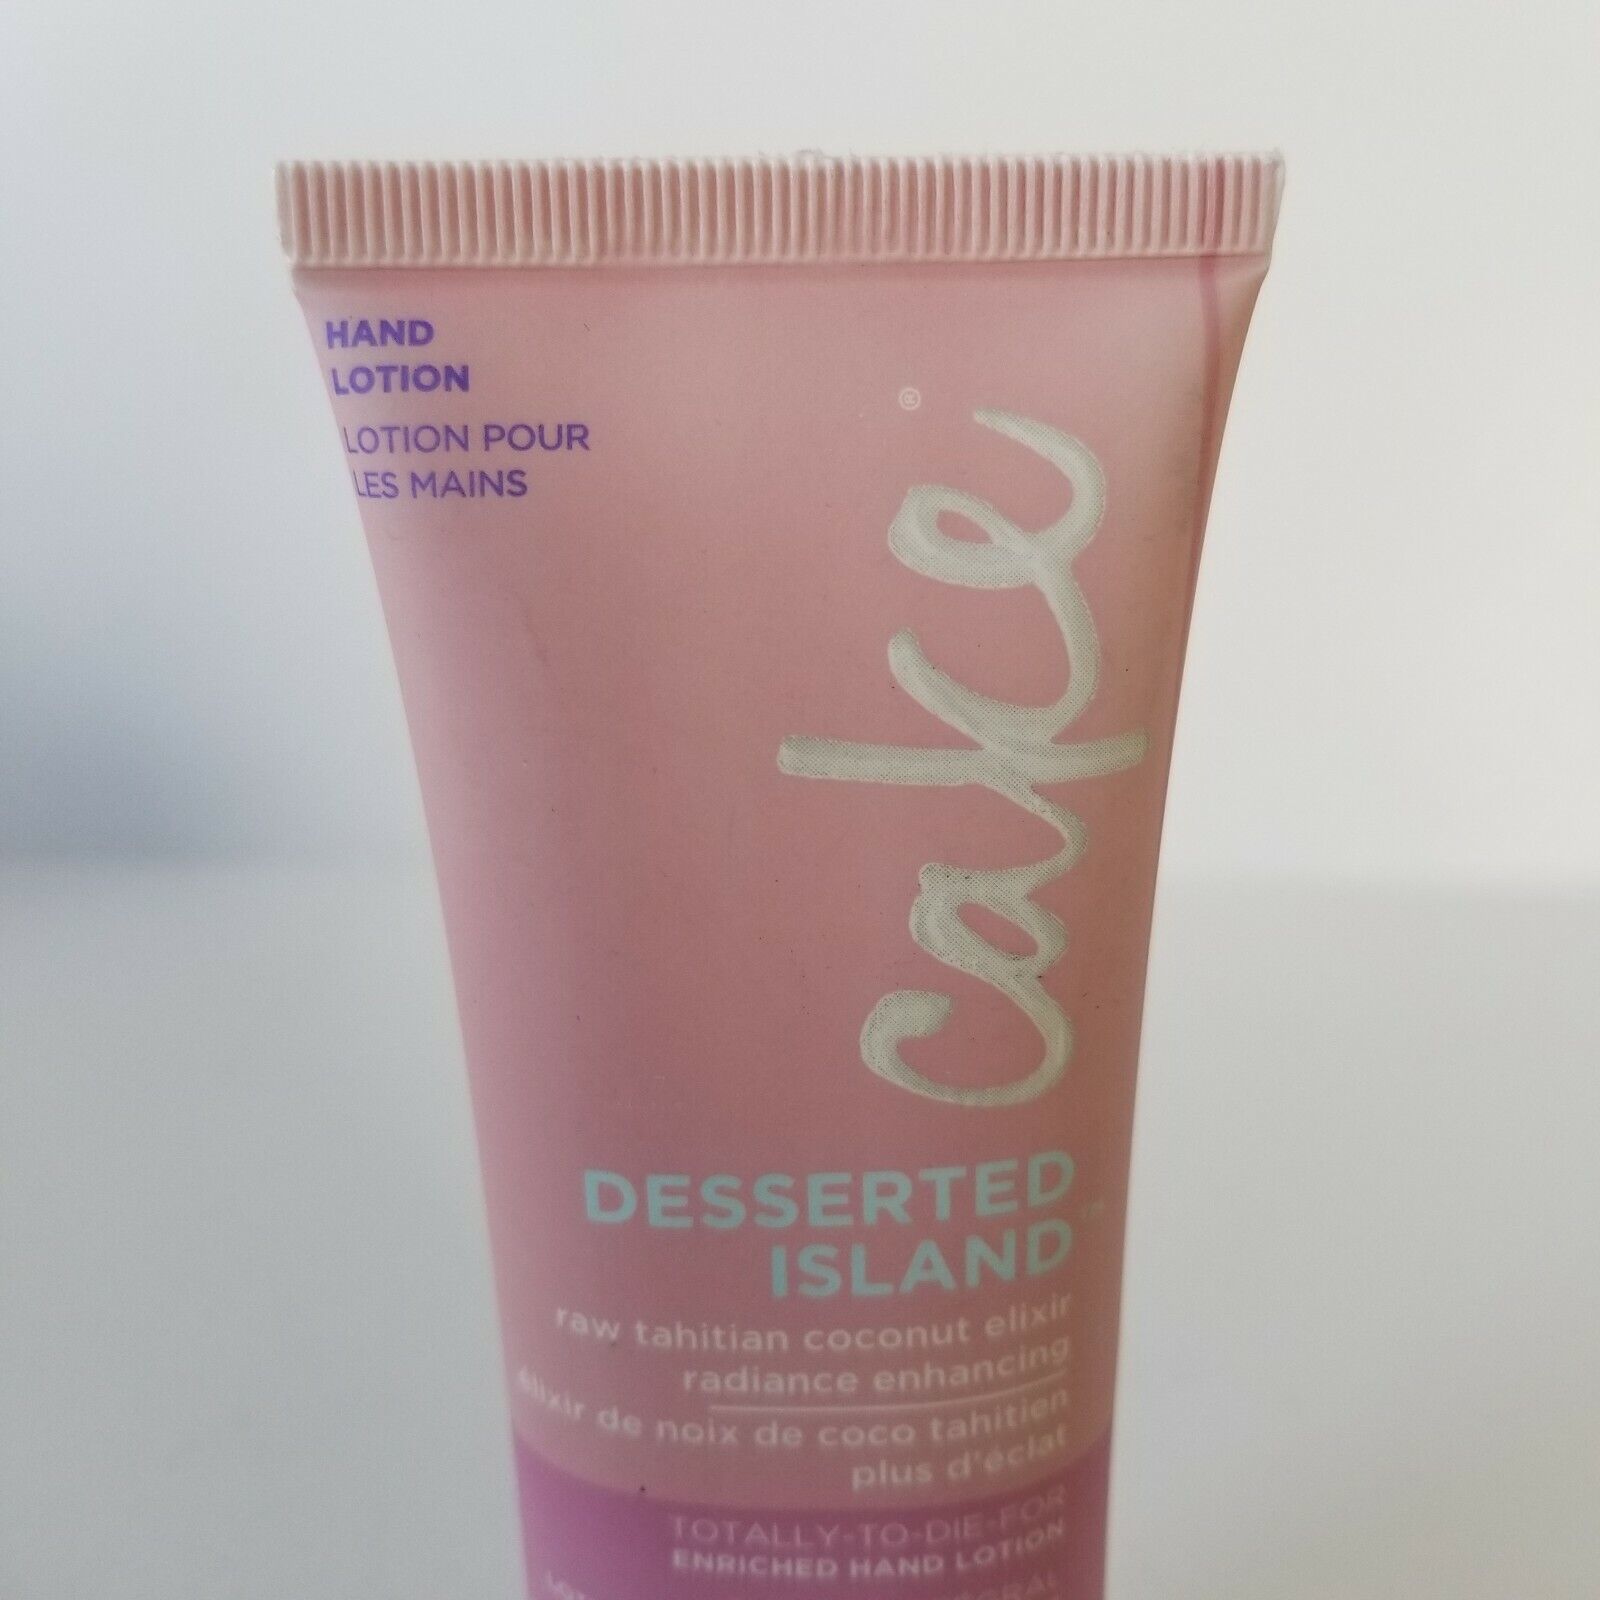 HAND
LOTION
LOTION POUR
LES MAINS
cake®
DESSERTED
ISLAND™
raw tahitian coconut elixir
radiance enhancing
élixir de noix de coco tahitien
plus d'éclat
TOTALLY-TO-DIE-FOR
ENRICHED HAND LOTION